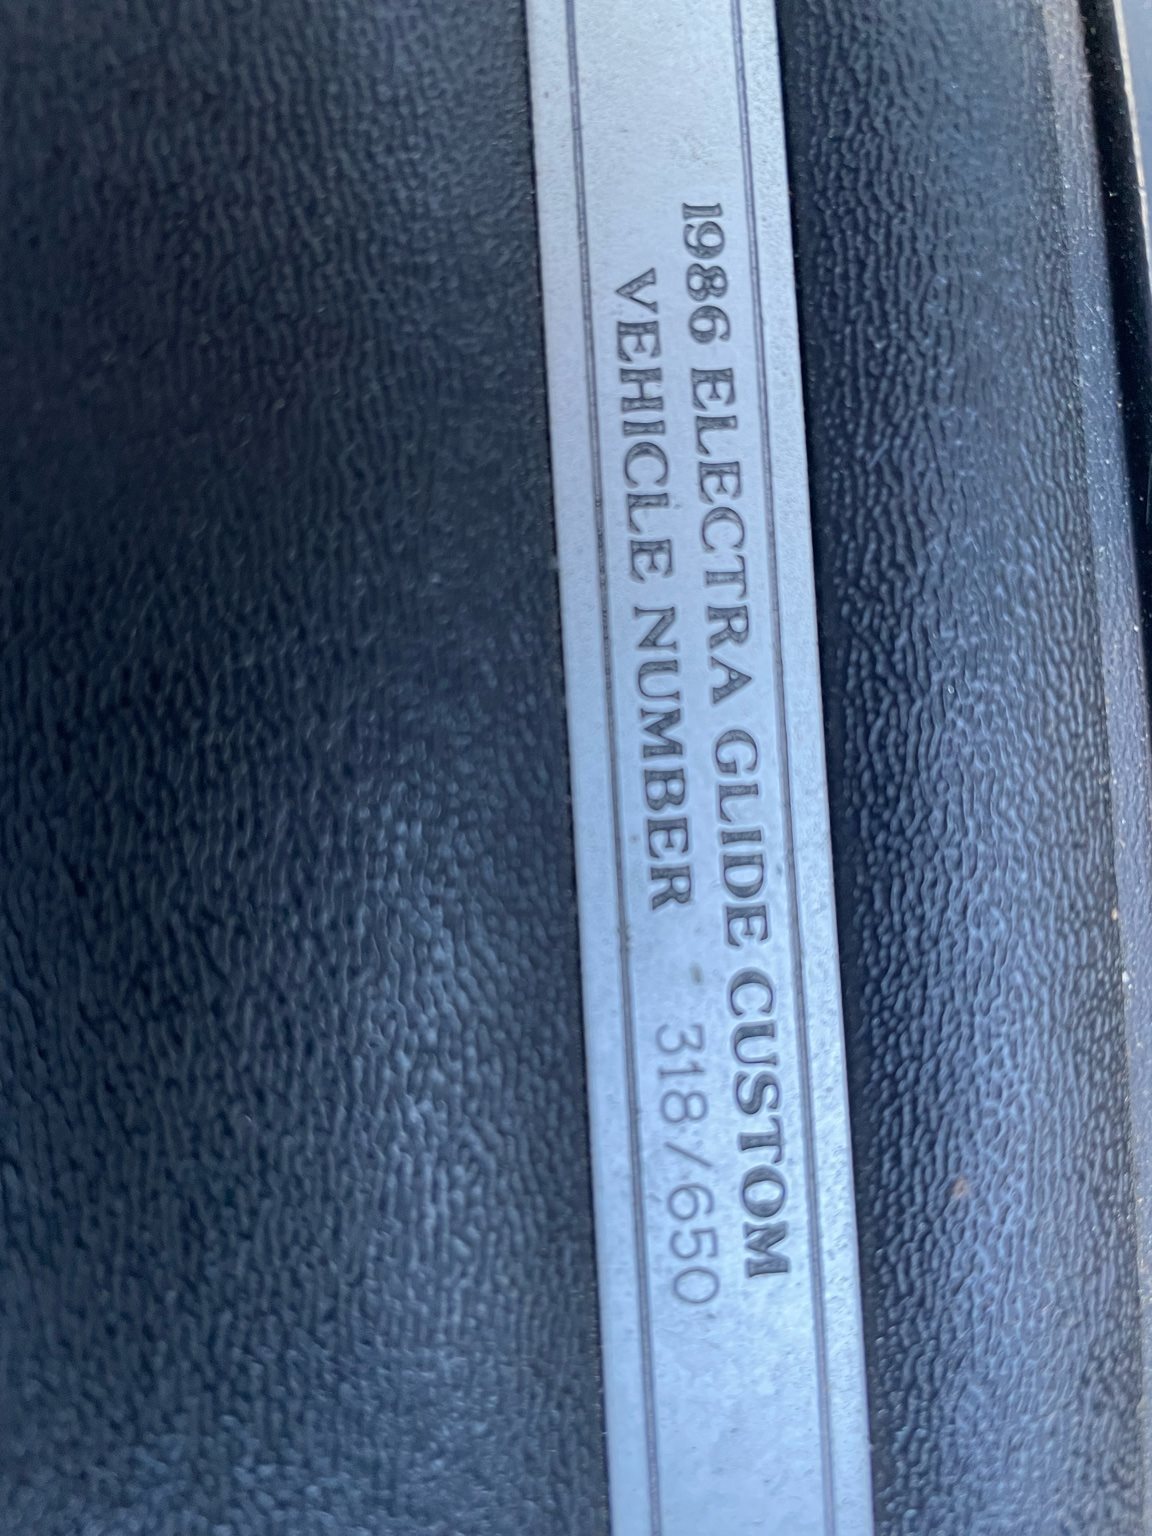 1986 ELECTRA GLIDE CUSTOM
VEHICLE NUMBER 318/650